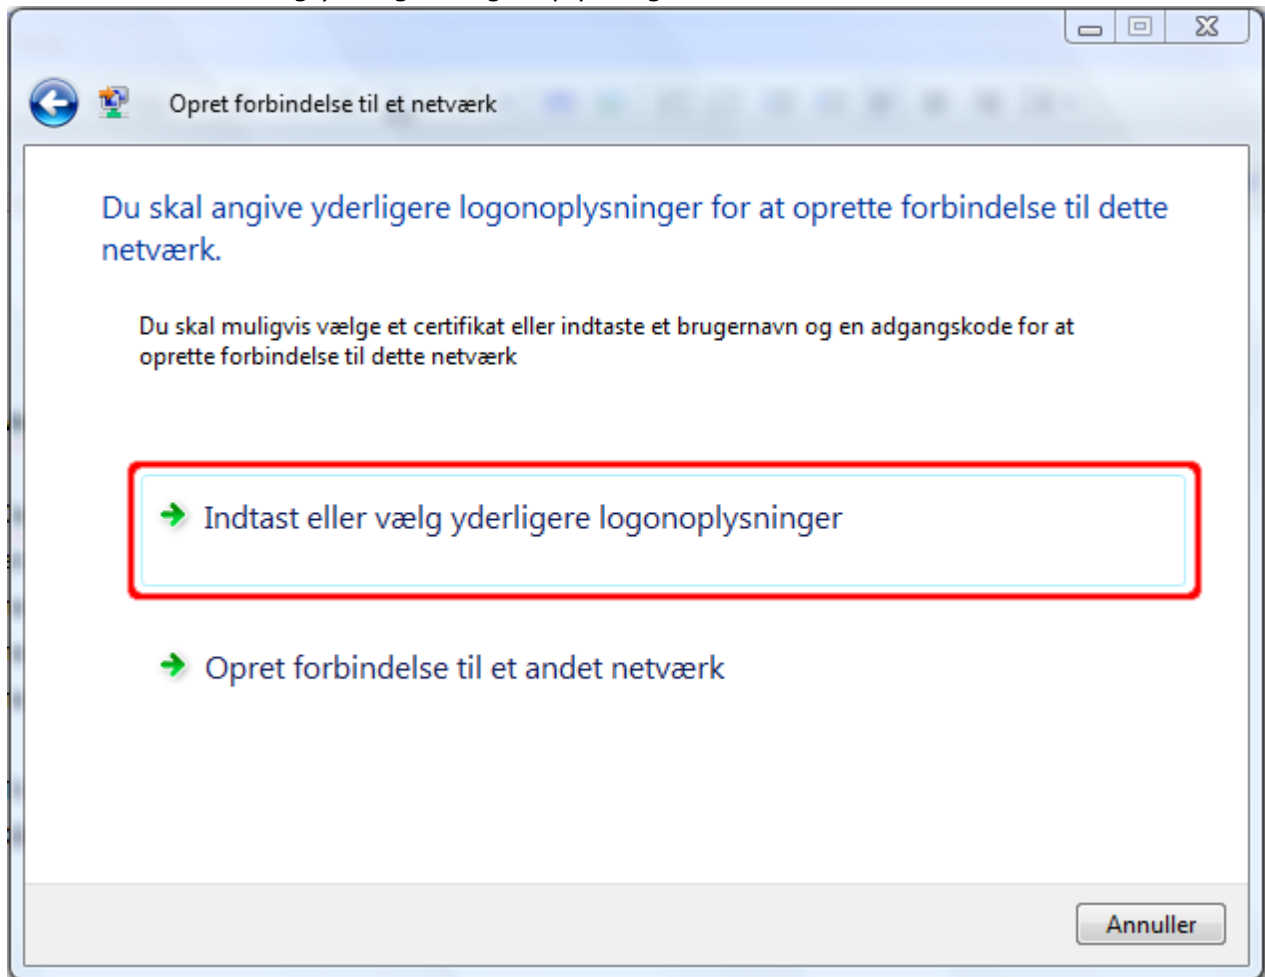 Opret forbindelse til et netværk
Du skal angive yderligere logonoplysninger for at oprette forbindelse til dette
netværk.
Du skal muligvis vælge et certifikat eller indtaste et brugernavn og en adgangskode for at
oprette forbindelse til dette netværk
Indtast eller vælg yderligere logonoplysninger
Opret forbindelse til et andet netværk
Annuller